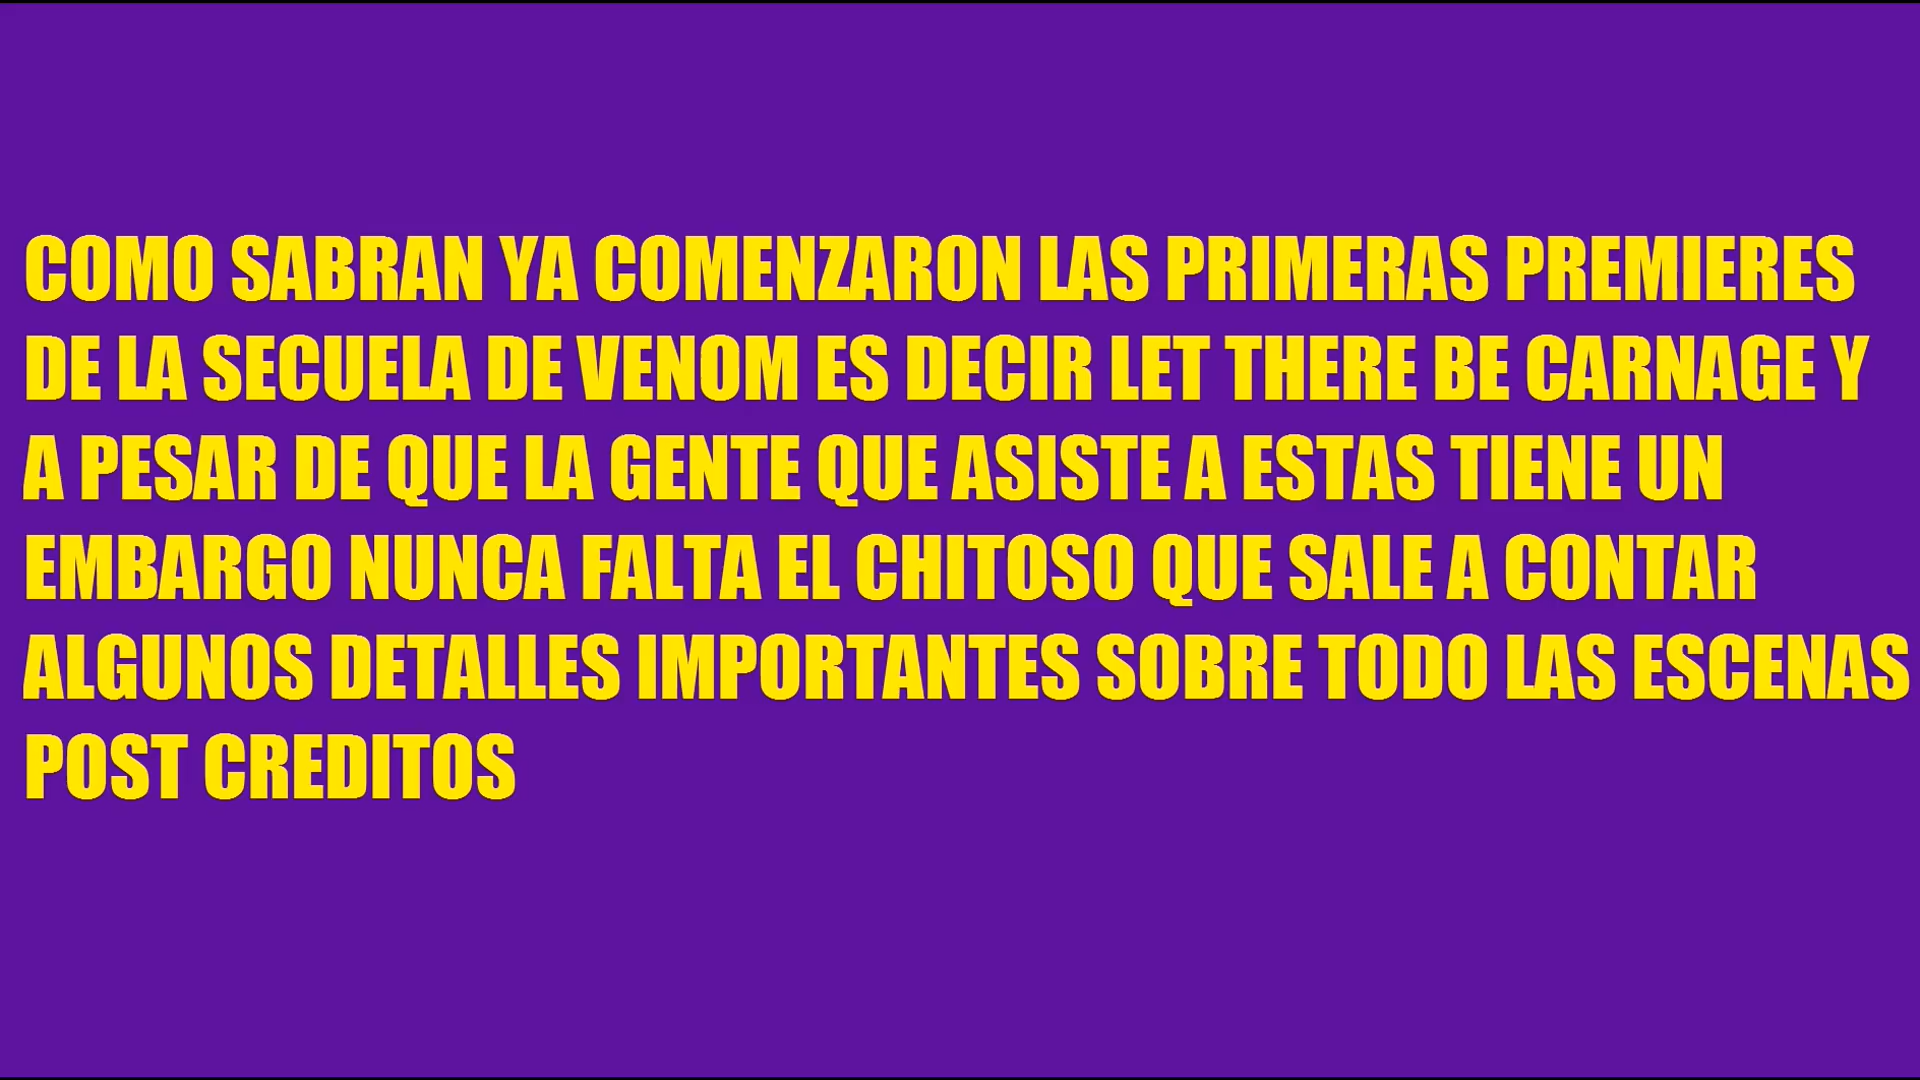 COMO SABRAN YA COMENZARON LAS PRIMERAS PREMIERES
DE LA SECUELA DE VENOM ES DECIR LET THERE BE CARNAGE Y
A PESAR DE QUE LA GENTE QUE ASISTE A ESTAS TIENE UN
EMBARGO NUNCA FALTA EL CHITOSO QUE SALE A CONTAR
ALGUNOS DETALLES IMPORTANTES SOBRE TODO LAS ESCENAS
POST CREDITOS